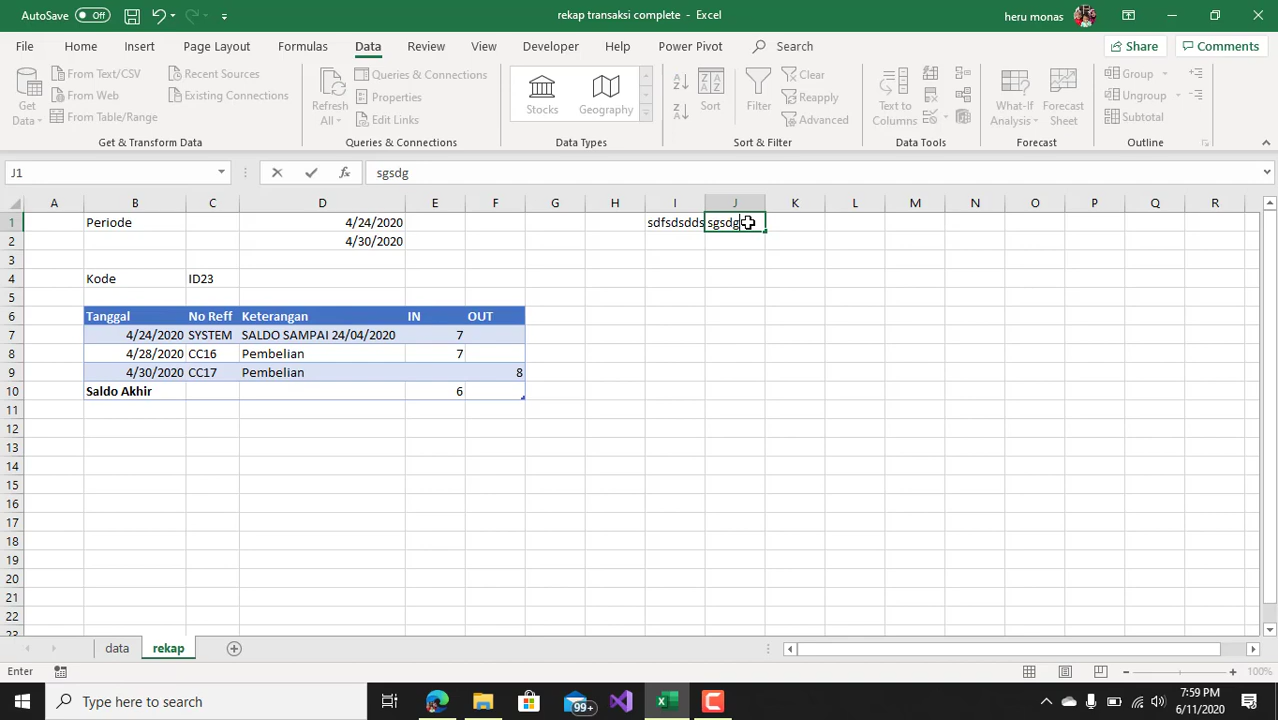 AutoSave Off rekap transaksi complete - Excel heru monas
File Home Insert Page Layout Formulas Data Review View Developer Help Power Pivot Search Share Comments
Get Data
From Text/CSV
From Web
From Table/Range
Recent Sources
Existing Connections
Get & Transform Data
Refresh All
Queries & Connections
Properties
Edit Links
Queries & Connections
Stocks Geography
Data Types
Sort
Filter
Clear
Reapply
Advanced
Sort & Filter
Text to Columns
Data Tools
What-If Analysis
Forecast Sheet
Forecast
Group
Ungroup
Subtotal
Outline
J1 fx sgsdg
A B C D E F G H I J K L M N O P Q R
1 Periode 4/24/2020 sdfsdsdds sgsdg
2 4/30/2020
3
4 Kode ID23
5
6 Tanggal No Reff Keterangan IN OUT
7 4/24/2020 SYSTEM SALDO SAMPAI 24/04/2020 7
8 4/28/2020 CC16 Pembelian 7
9 4/30/2020 CC17 Pembelian 8
10 Saldo Akhir 6
11
12
13
14
15
16
17
18
19
20
21
22
23
data rekap
Enter 100%
Type here to search 99+ 7:59 PM
6/11/2020